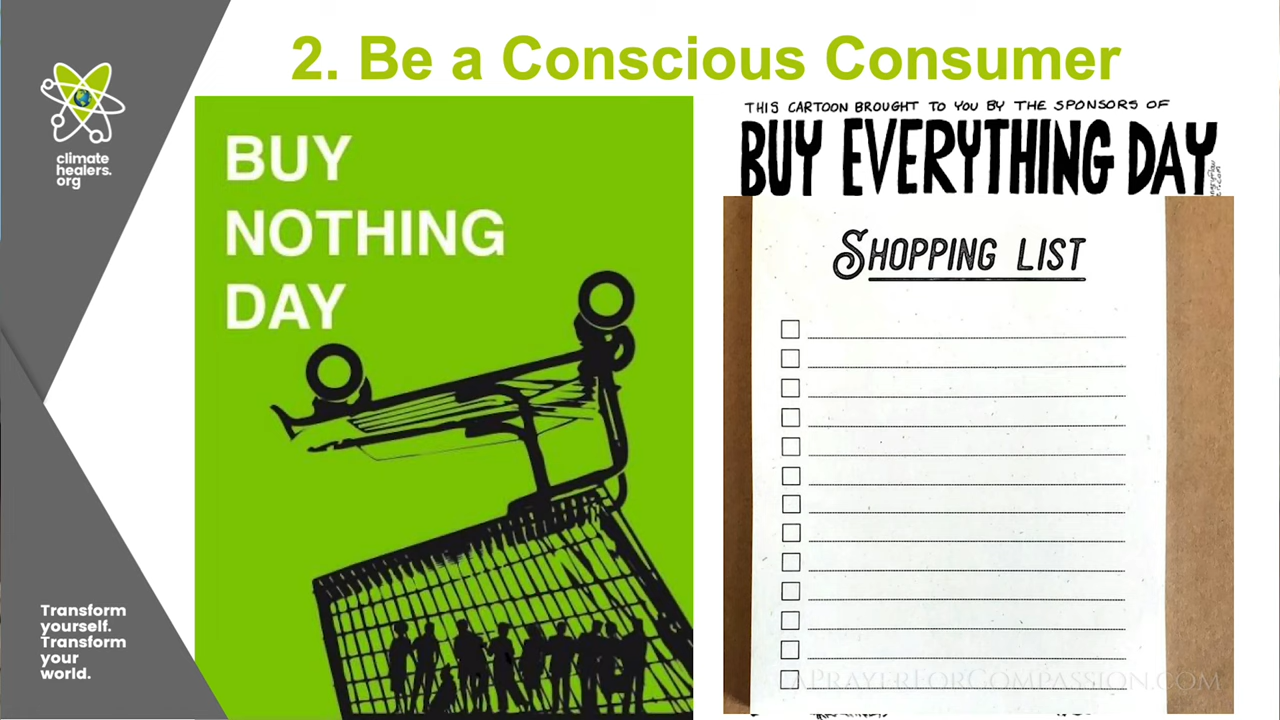 2. Be a Conscious Consumer
climate
healers.
org
BUY
NOTHING
DAY
THIS CARTOON BROUGHT TO YOU BY THE SPONSORS OF
BUY EVERYTHING DAY
SHOPPING LIST
Transform
yourself.
Transform
your
world.
APRAYERFORCOMPASSION.COM